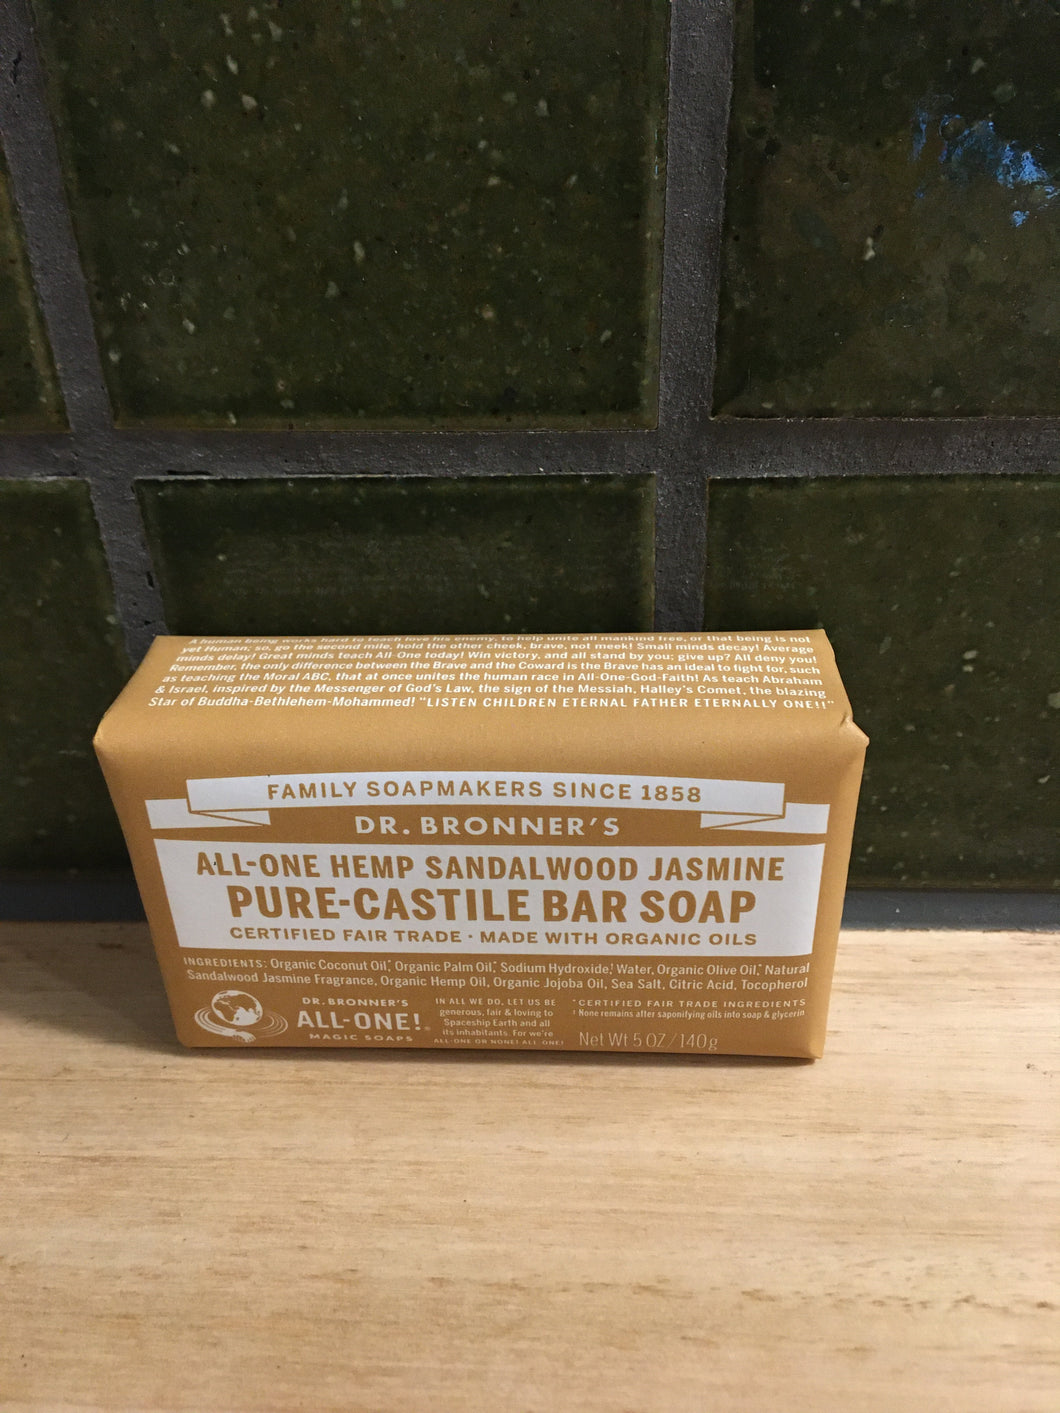 A human being works hard to teach love his enemy, to help unite all mankind free, or that being is not
yet Human; so, go the second mile, hold the other cheek, brave, not meek! Small minds decay! Average
minds delay! Great minds teach All-One today! Win victory, and all stand by you; give up? All deny you!
Remember, the only difference between the Brave and the Coward is the Brave has an ideal to fight for, such
as teaching the Moral ABC, that at once unites the human race in All-One-God-Faith! As teach Abraham
& Israel, inspired by the Messenger of God's Law, the sign of the Messiah, Halley's Comet, the blazing
Star of Buddha-Bethlehem-Mohammed! "LISTEN CHILDREN ETERNAL FATHER ETERNALLY ONE!!"
FAMILY SOAPMAKERS SINCE 1858
DR. BRONNER'S
ALL-ONE HEMP SANDALWOOD JASMINE
PURE-CASTILE BAR SOAP
CERTIFIED FAIR TRADE · MADE WITH ORGANIC OILS
INGREDIENTS: Organic Coconut Oil,* Organic Palm Oil,* Sodium Hydroxide,† Water, Organic Olive Oil,* Natural
Sandalwood Jasmine Fragrance, Organic Hemp Oil, Organic Jojoba Oil, Sea Salt, Citric Acid, Tocopherol
DR. BRONNER'S
ALL-ONE!®
MAGIC SOAPS
IN ALL WE DO, LET US BE
generous, fair & loving to
Spaceship Earth and all
its inhabitants. For we're
ALL-ONE OR NONE! ALL-ONE!
*CERTIFIED FAIR TRADE INGREDIENTS
† None remains after saponifying oils into soap & glycerin
Net Wt 5 OZ/140g